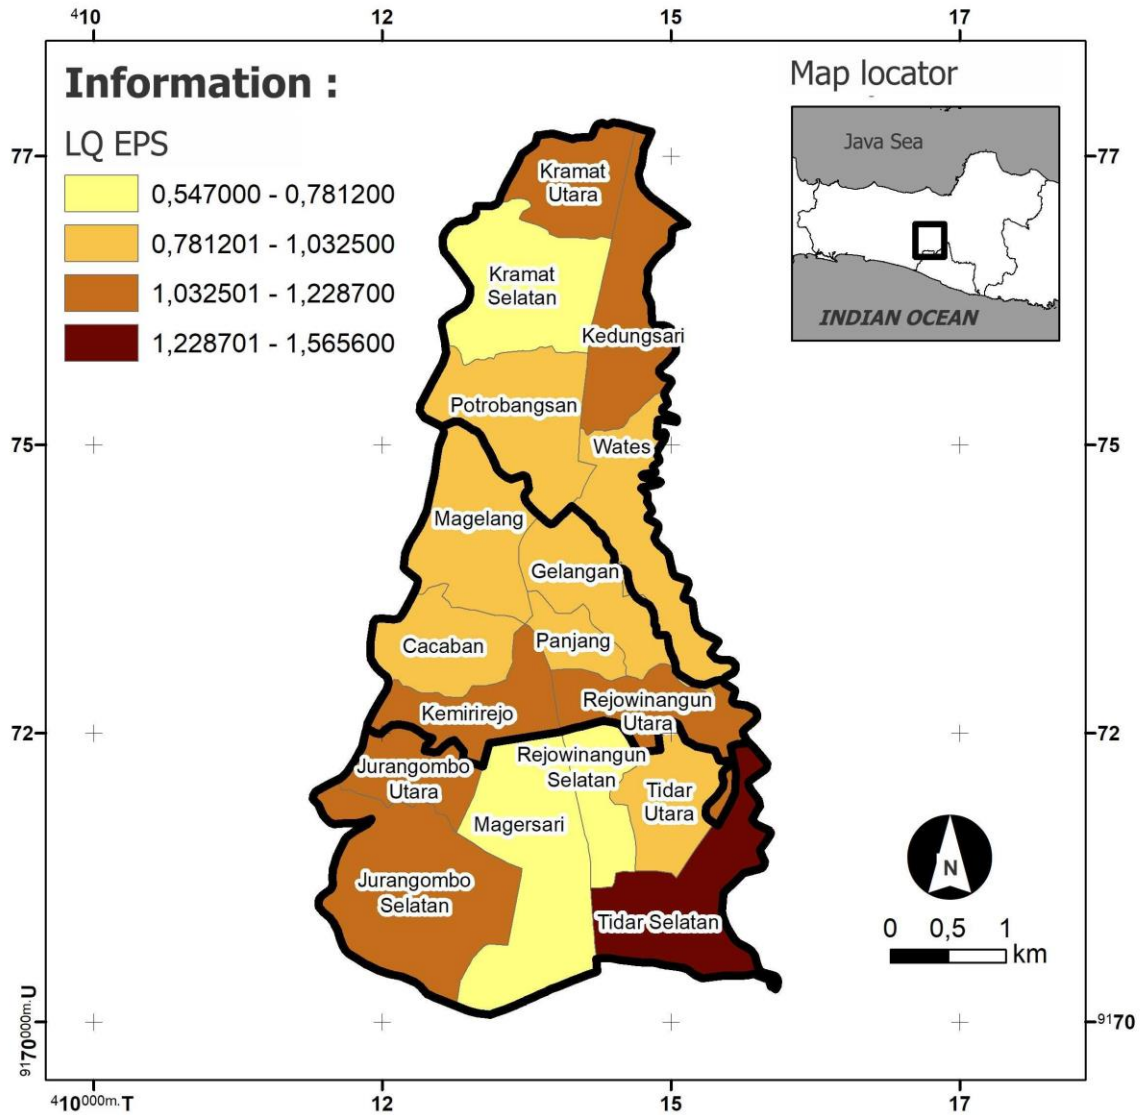 ⁴10 12 15 17
Information :
LQ EPS
0,547000 - 0,781200
0,781201 - 1,032500
1,032501 - 1,228700
1,228701 - 1,565600
Map locator
Java Sea
INDIAN OCEAN
77 77
Kramat
Utara
Kramat
Selatan
Kedungsari
Potrobangsan
75 75
Wates
Magelang
Gelangan
Cacaban
Panjang
Kemirirejo
Rejowinangun
Utara
72 72
Jurangombo
Utara
Rejowinangun
Selatan
Tidar
Utara
Magersari
Jurangombo
Selatan
Tidar Selatan
N
0 0,5 1
km
⁹¹70⁰⁰⁰ᵐ·U ⁹¹70
⁴10⁰⁰⁰ᵐ·T 12 15 17